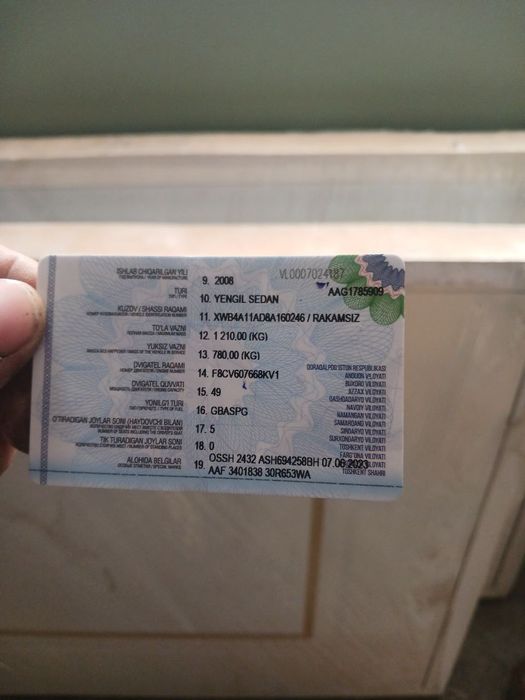 ISHLAB CHIQARILGAN YILI
9. 2008
VL0007024187
AAG1785909
TURI
10. YENGIL SEDAN
KUZOV / SHASSI RAQAMI
11. XWB4A11AD8A160246 / RAKAMSIZ
TO'LA VAZNI
12. 1 210.00 (KG)
YUKSIZ VAZNI
13. 780.00 (KG)
DVIGATEL RAQAMI
14. F8CV607668KV1
DVIGATEL QUVVATI
15. 49
YONILG'I TURI
16. GBASPG
O'TIRADIGAN JOYLAR SONI (HAYDOVCHI BILAN)
17. 5
TIK TURADIGAN JOYLAR SONI
18. 0
ALOHIDA BELGILAR
19. OSSH 2432 ASH694258BH 07.06.2023
AAF 3401838 30R653WA
QORAQALPOG'ISTON RESPUBLIKASI
ANDIJON VILOYATI
BUXORO VILOYATI
JIZZAX VILOYATI
QASHQADARYO VILOYATI
NAVOIY VILOYATI
NAMANGAN VILOYATI
SAMARQAND VILOYATI
SIRDARYO VILOYATI
SURXONDARYO VILOYATI
TOSHKENT VILOYATI
FARG'ONA VILOYATI
VILOYATI
TOSHKENT SHAHRI